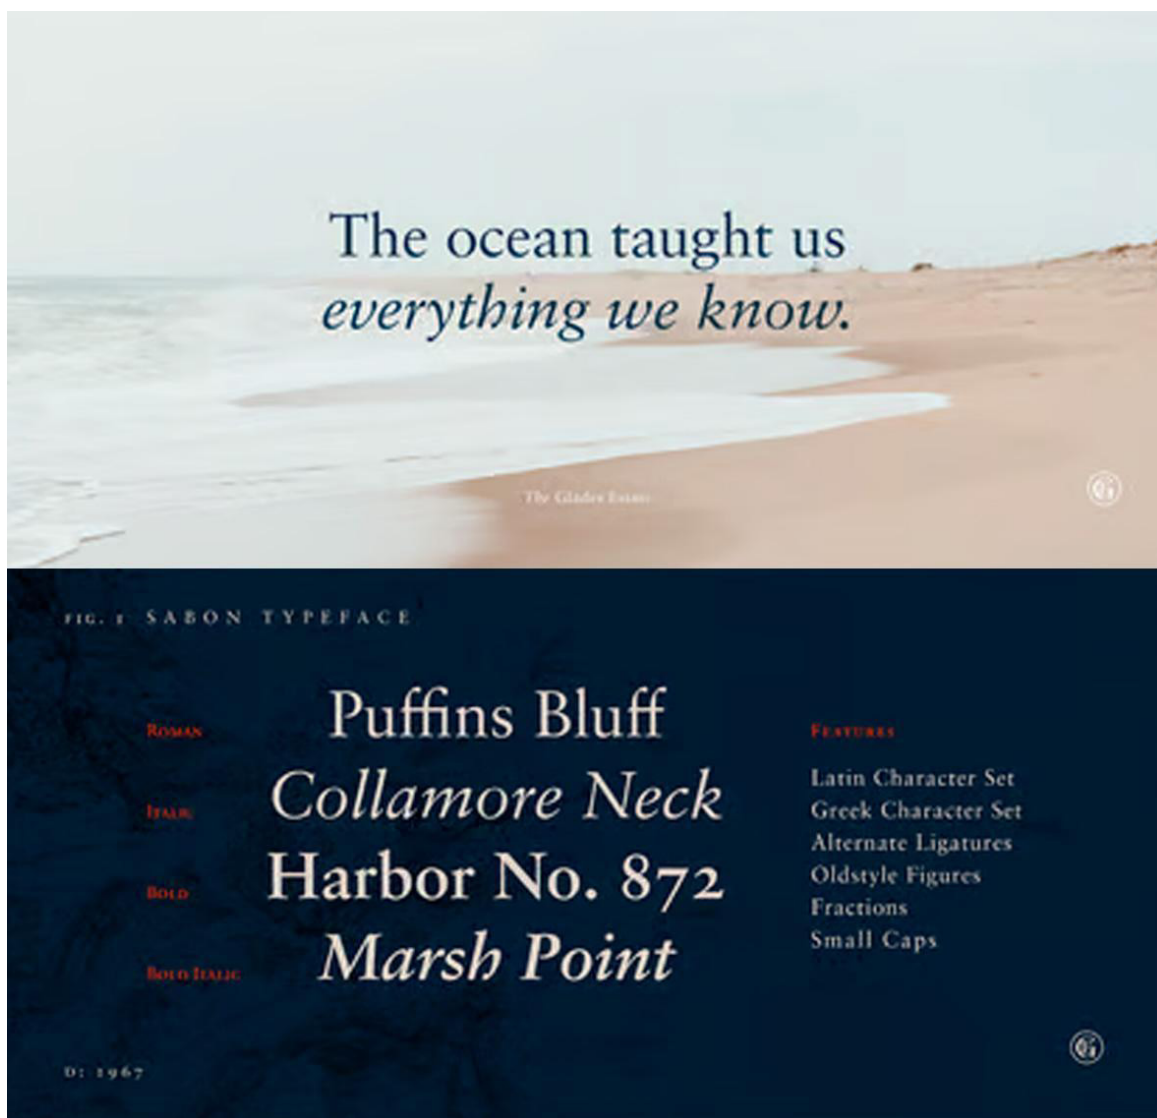 The ocean taught us
everything we know.
The Glades
FIG. 1 SABON TYPEFACE
ROMAN
Puffins Bluff
ITALIC
Collamore Neck
BOLD
Harbor No. 872
BOLD ITALIC
Marsh Point
FEATURES
Latin Character Set
Greek Character Set
Alternate Ligatures
Oldstyle Figures
Fractions
Small Caps
D: 1967